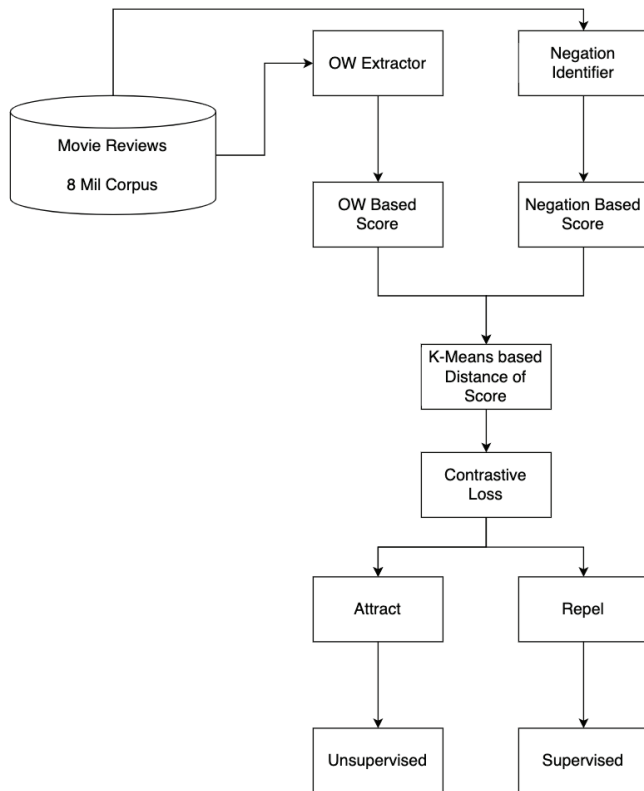 OW Extractor
Negation
Identifier
Movie Reviews
8 Mil Corpus
OW Based
Score
Negation Based
Score
K-Means based
Distance of
Score
Contrastive
Loss
Attract
Repel
Unsupervised
Supervised